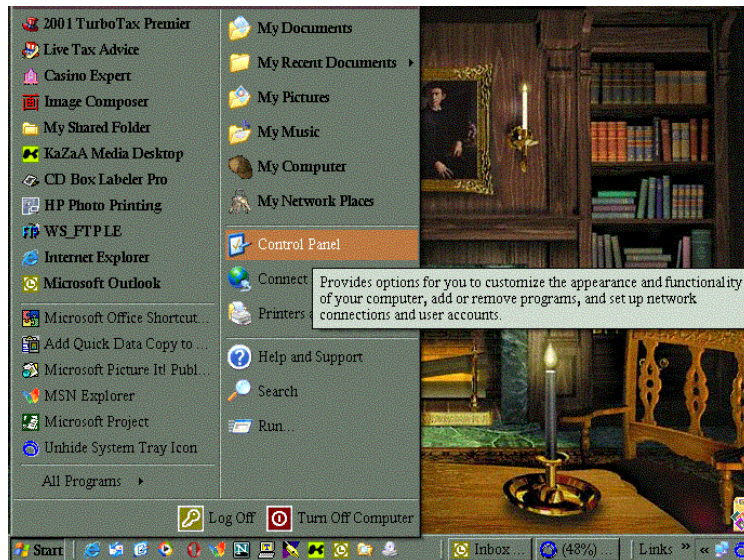 2001 TurboTax Premier
Live Tax Advice
Casino Expert
Image Composer
My Shared Folder
KaZaA Media Desktop
CD Box Labeler Pro
HP Photo Printing
WS_FTP LE
Internet Explorer
Microsoft Outlook
Microsoft Office Shortcut...
Add Quick Data Copy to ...
Microsoft Picture It! Publ...
MSN Explorer
Microsoft Project
Unhide System Tray Icon
All Programs
My Documents
My Recent Documents
My Pictures
My Music
My Computer
My Network Places
Control Panel
Connect
Printers
Help and Support
Search
Run...
Provides options for you to customize the appearance and functionality
of your computer, add or remove programs, and set up network
connections and user accounts.
Log Off Turn Off Computer
Start Inbox ... (48%) ... Links » «